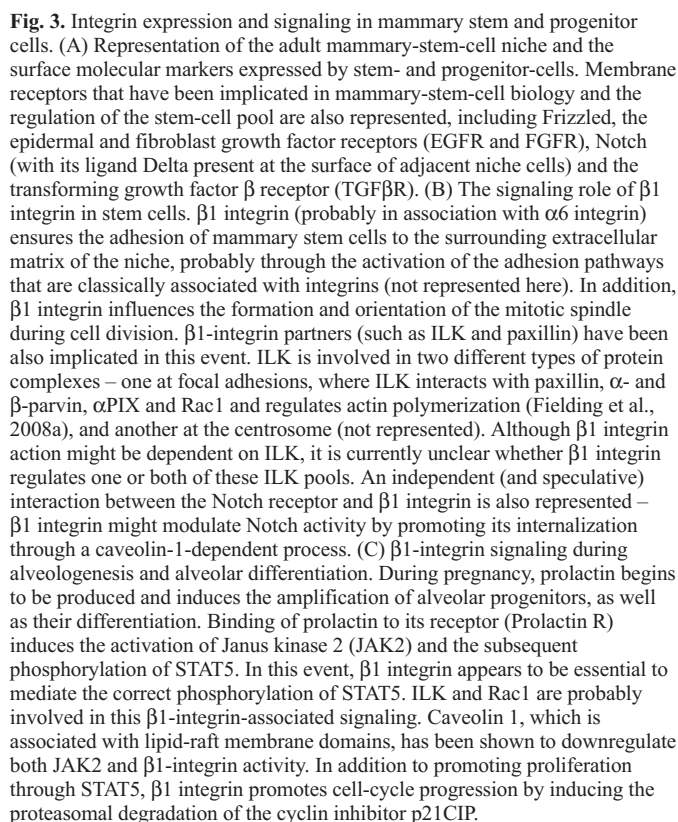 Fig. 3. Integrin expression and signaling in mammary stem and progenitor
cells. (A) Representation of the adult mammary-stem-cell niche and the
surface molecular markers expressed by stem- and progenitor-cells. Membrane
receptors that have been implicated in mammary-stem-cell biology and the
regulation of the stem-cell pool are also represented, including Frizzled, the
epidermal and fibroblast growth factor receptors (EGFR and FGFR), Notch
(with its ligand Delta present at the surface of adjacent niche cells) and the
transforming growth factor β receptor (TGFβR). (B) The signaling role of β1
integrin in stem cells. β1 integrin (probably in association with α6 integrin)
ensures the adhesion of mammary stem cells to the surrounding extracellular
matrix of the niche, probably through the activation of the adhesion pathways
that are classically associated with integrins (not represented here). In addition,
β1 integrin influences the formation and orientation of the mitotic spindle
during cell division. β1-integrin partners (such as ILK and paxillin) have been
also implicated in this event. ILK is involved in two different types of protein
complexes – one at focal adhesions, where ILK interacts with paxillin, α- and
β-parvin, αPIX and Rac1 and regulates actin polymerization (Fielding et al.,
2008a), and another at the centrosome (not represented). Although β1 integrin
action might be dependent on ILK, it is currently unclear whether β1 integrin
regulates one or both of these ILK pools. An independent (and speculative)
interaction between the Notch receptor and β1 integrin is also represented –
β1 integrin might modulate Notch activity by promoting its internalization
through a caveolin-1-dependent process. (C) β1-integrin signaling during
alveologenesis and alveolar differentiation. During pregnancy, prolactin begins
to be produced and induces the amplification of alveolar progenitors, as well
as their differentiation. Binding of prolactin to its receptor (Prolactin R)
induces the activation of Janus kinase 2 (JAK2) and the subsequent
phosphorylation of STAT5. In this event, β1 integrin appears to be essential to
mediate the correct phosphorylation of STAT5. ILK and Rac1 are probably
involved in this β1-integrin-associated signaling. Caveolin 1, which is
associated with lipid-raft membrane domains, has been shown to downregulate
both JAK2 and β1-integrin activity. In addition to promoting proliferation
through STAT5, β1 integrin promotes cell-cycle progression by inducing the
proteasomal degradation of the cyclin inhibitor p21CIP.